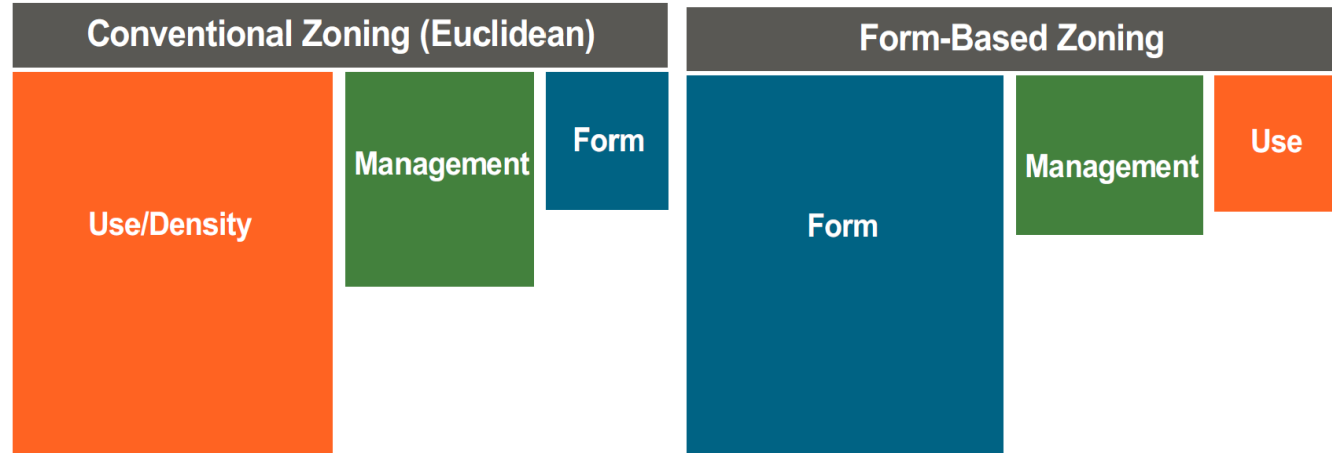 Conventional Zoning (Euclidean)
Use/Density
Management
Form
Form-Based Zoning
Form
Management
Use